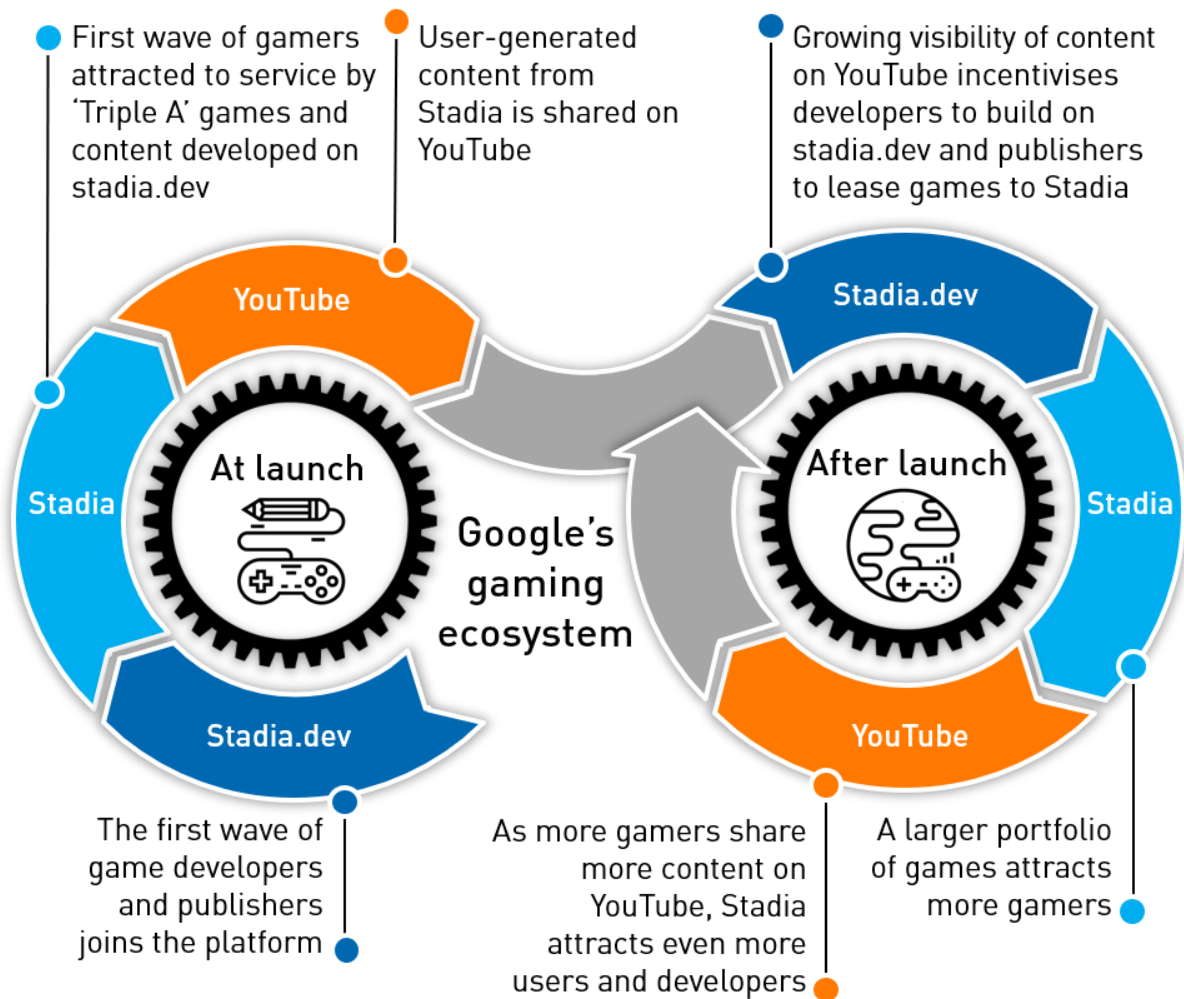 First wave of gamers
attracted to service by
‘Triple A’ games and
content developed on
stadia.dev
User-generated
content from
Stadia is shared on
YouTube
Growing visibility of content
on YouTube incentivises
developers to build on
stadia.dev and publishers
to lease games to Stadia
YouTube
Stadia.dev
At launch
After launch
Stadia
Stadia
Google’s
gaming
ecosystem
Stadia.dev
YouTube
The first wave of
game developers
and publishers
joins the platform
As more gamers share
more content on
YouTube, Stadia
attracts even more
users and developers
A larger portfolio
of games attracts
more gamers